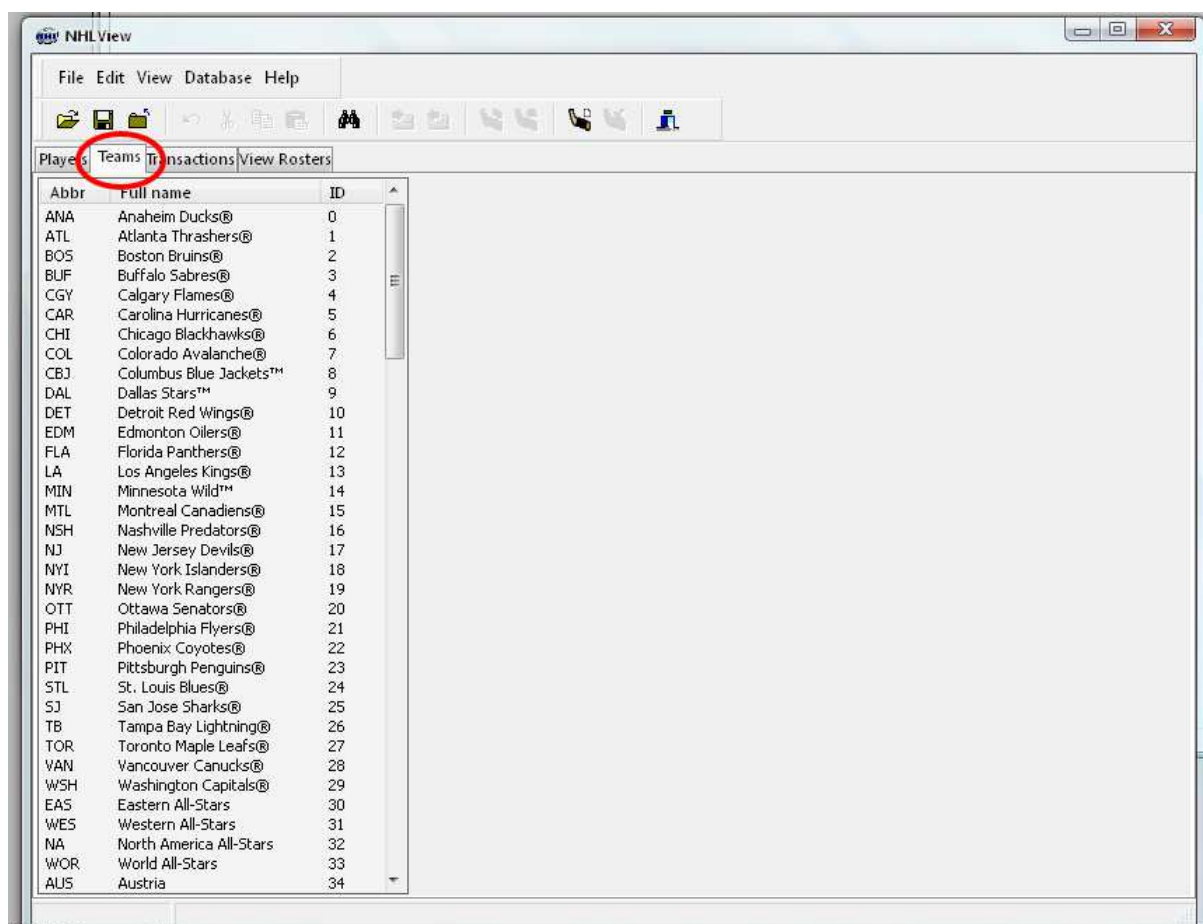 NHLView
File Edit View Database Help
Players Teams Transactions View Rosters
Abbr Full name ID
ANA Anaheim Ducks® 0
ATL Atlanta Thrashers® 1
BOS Boston Bruins® 2
BUF Buffalo Sabres® 3
CGY Calgary Flames® 4
CAR Carolina Hurricanes® 5
CHI Chicago Blackhawks® 6
COL Colorado Avalanche® 7
CBJ Columbus Blue Jackets™ 8
DAL Dallas Stars™ 9
DET Detroit Red Wings® 10
EDM Edmonton Oilers® 11
FLA Florida Panthers® 12
LA Los Angeles Kings® 13
MIN Minnesota Wild™ 14
MTL Montreal Canadiens® 15
NSH Nashville Predators® 16
NJ New Jersey Devils® 17
NYI New York Islanders® 18
NYR New York Rangers® 19
OTT Ottawa Senators® 20
PHI Philadelphia Flyers® 21
PHX Phoenix Coyotes® 22
PIT Pittsburgh Penguins® 23
STL St. Louis Blues® 24
SJ San Jose Sharks® 25
TB Tampa Bay Lightning® 26
TOR Toronto Maple Leafs® 27
VAN Vancouver Canucks® 28
WSH Washington Capitals® 29
EAS Eastern All-Stars 30
WES Western All-Stars 31
NA North America All-Stars 32
WOR World All-Stars 33
AUS Austria 34